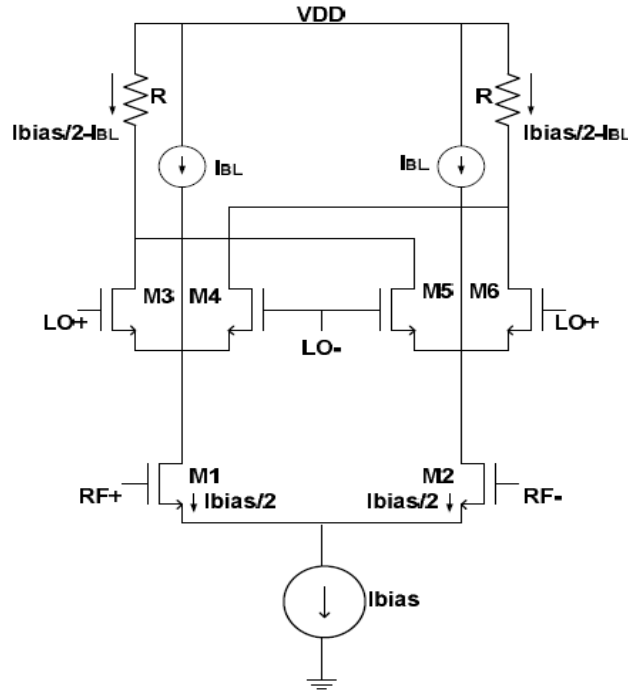 VDD
R
R
Ibias/2-IBL
Ibias/2-IBL
IBL
IBL
M3
M4
M5
M6
LO+
LO-
LO+
M1
M2
RF+
Ibias/2
Ibias/2
RF-
Ibias